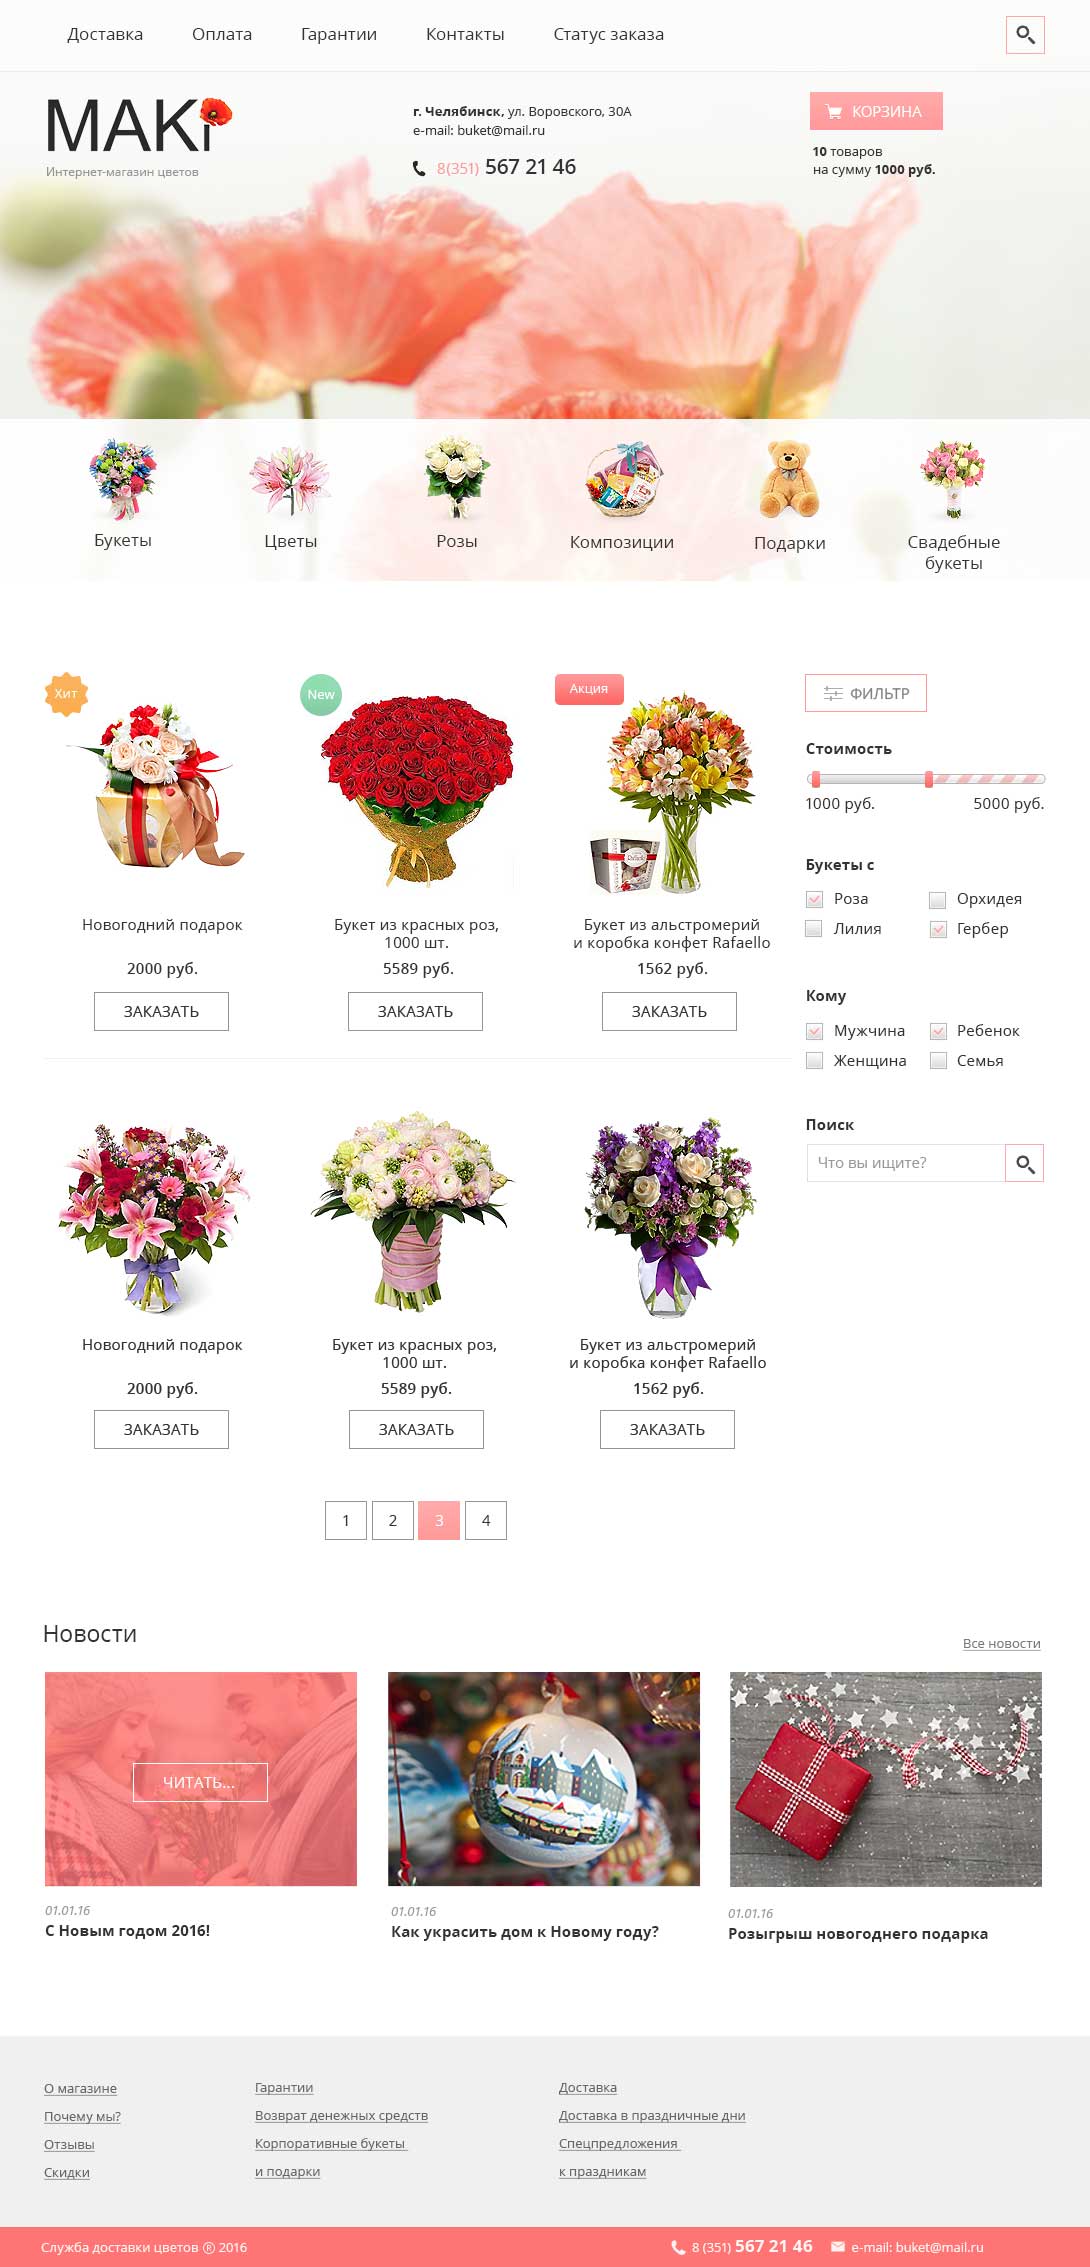 Доставка Оплата Гарантии Контакты Статус заказа
MAKi
Интернет-магазин цветов
г. Челябинск, ул. Воровского, 30А
e-mail: buket@mail.ru
8(351) 567 21 46
КОРЗИНА
10 товаров
на сумму 1000 руб.
Букеты
Цветы
Розы
Композиции
Подарки
Свадебные
букеты
Хит
New
Акция
Новогодний подарок
2000 руб.
ЗАКАЗАТЬ
Букет из красных роз,
1000 шт.
5589 руб.
ЗАКАЗАТЬ
Букет из альстромерий
и коробка конфет Rafaello
1562 руб.
ЗАКАЗАТЬ
ФИЛЬТР
Стоимость
1000 руб. 5000 руб.
Букеты с
Роза Орхидея
Лилия Гербер
Кому
Мужчина Ребенок
Женщина Семья
Поиск
Что вы ищите?
Новогодний подарок
2000 руб.
ЗАКАЗАТЬ
Букет из красных роз,
1000 шт.
5589 руб.
ЗАКАЗАТЬ
Букет из альстромерий
и коробка конфет Rafaello
1562 руб.
ЗАКАЗАТЬ
1 2 3 4
Новости
Все новости
ЧИТАТЬ...
01.01.16
С Новым годом 2016!
01.01.16
Как украсить дом к Новому году?
01.01.16
Розыгрыш новогоднего подарка
О магазине
Почему мы?
Отзывы
Скидки
Гарантии
Возврат денежных средств
Корпоративные букеты
и подарки
Доставка
Доставка в праздничные дни
Спецпредложения
к праздникам
Служба доставки цветов ® 2016
8 (351) 567 21 46
e-mail: buket@mail.ru